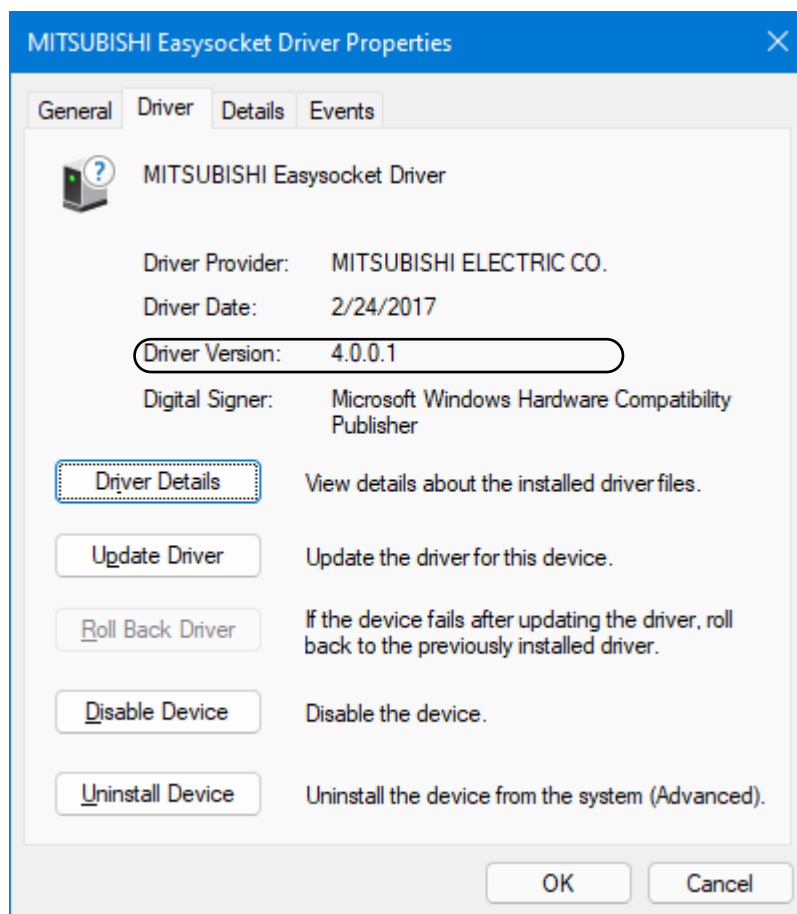 MITSUBISHI Easysocket Driver Properties
General Driver Details Events
MITSUBISHI Easysocket Driver
Driver Provider: MITSUBISHI ELECTRIC CO.
Driver Date: 2/24/2017
Driver Version: 4.0.0.1
Digital Signer: Microsoft Windows Hardware Compatibility
Publisher
Driver Details View details about the installed driver files.
Update Driver Update the driver for this device.
Roll Back Driver If the device fails after updating the driver, roll
back to the previously installed driver.
Disable Device Disable the device.
Uninstall Device Uninstall the device from the system (Advanced).
OK Cancel